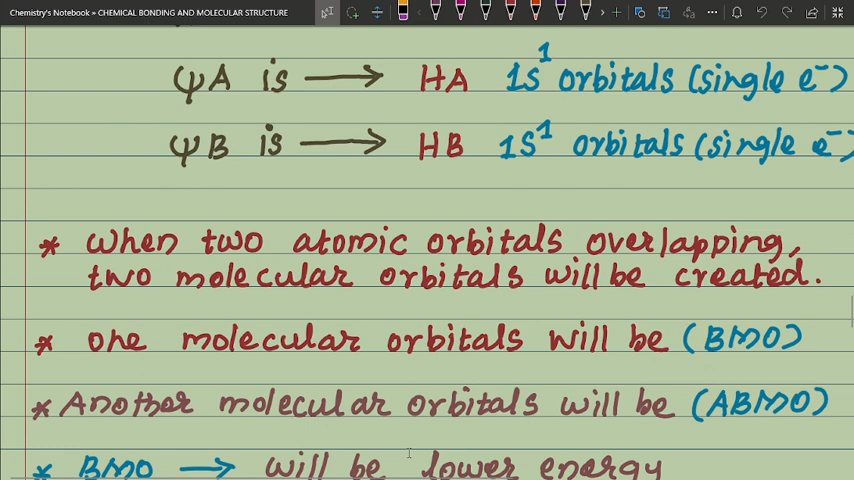 Chemistry's Notebook » CHEMICAL BONDING AND MOLECULAR STRUCTURE
ψA is → HA 1s¹ orbitals (single e⁻)
ψB is → HB 1s¹ orbitals (single e⁻)
* when two atomic orbitals overlapping,
two molecular orbitals will be created.
* one molecular orbitals will be (BMO)
* Another molecular orbitals will be (ABMO)
* BMO → will be lower energy